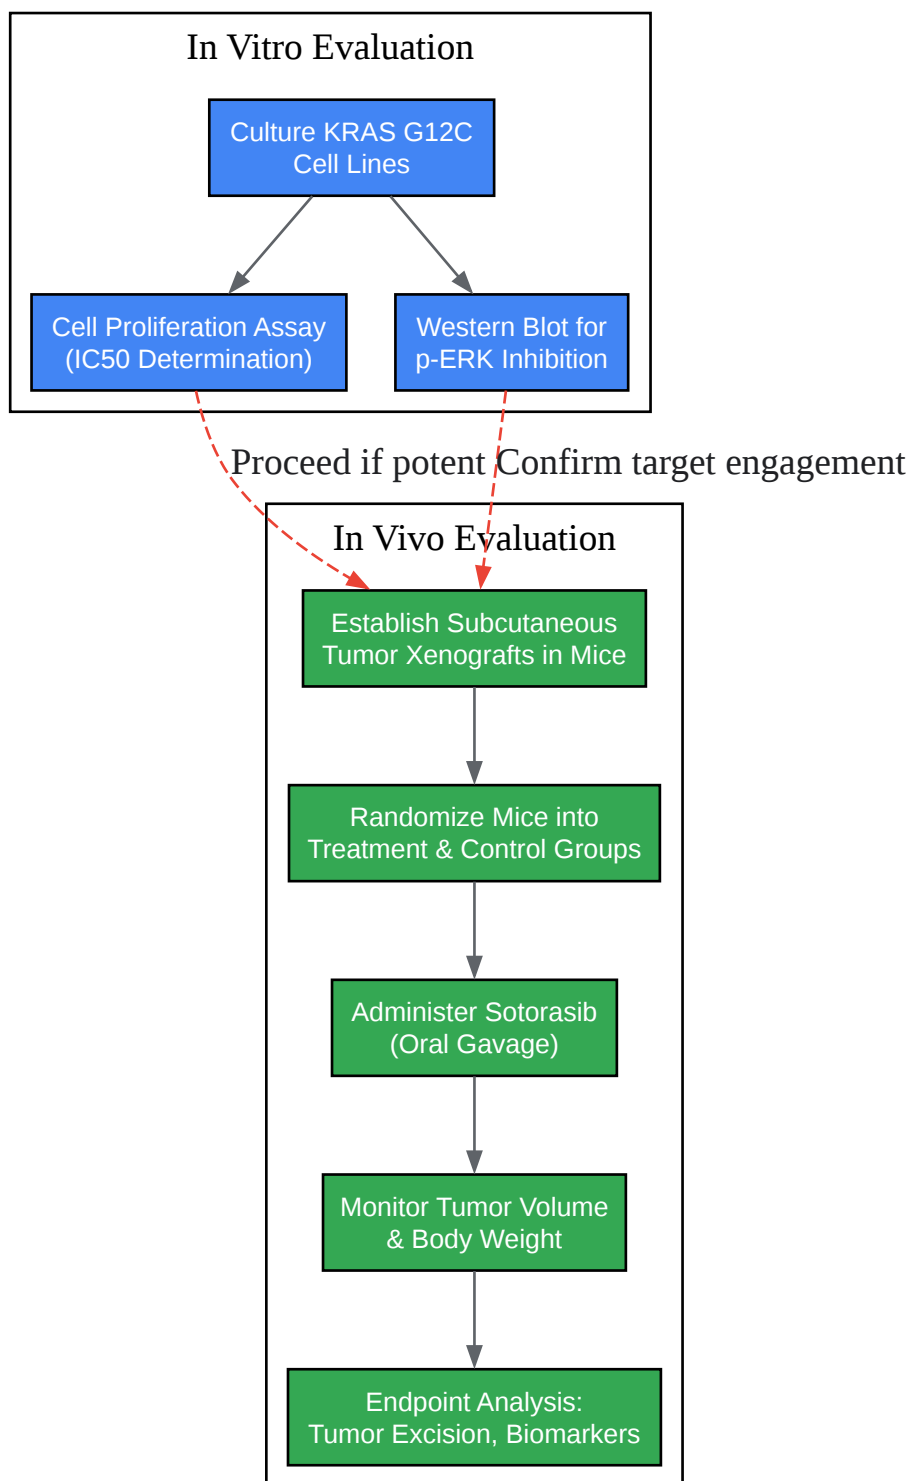 In Vitro Evaluation
Culture KRAS G12C
Cell Lines
Cell Proliferation Assay
(IC50 Determination)
Western Blot for
p-ERK Inhibition
Proceed if potent
Confirm target engagement
In Vivo Evaluation
Establish Subcutaneous
Tumor Xenografts in Mice
Randomize Mice into
Treatment & Control Groups
Administer Sotorasib
(Oral Gavage)
Monitor Tumor Volume
& Body Weight
Endpoint Analysis:
Tumor Excision, Biomarkers